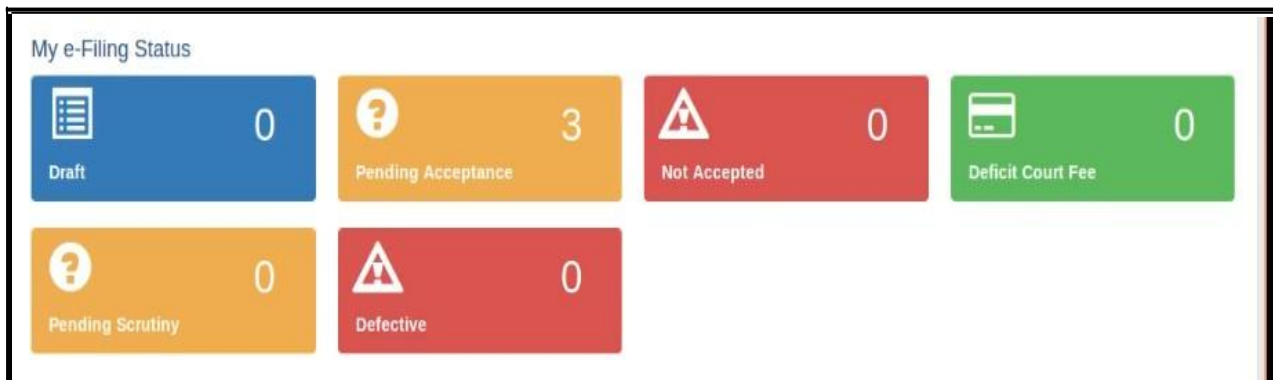 My e-Filing Status
0
3
0
0
Draft
Pending Acceptance
Not Accepted
Deficit Court Fee
0
0
Pending Scrutiny
Defective